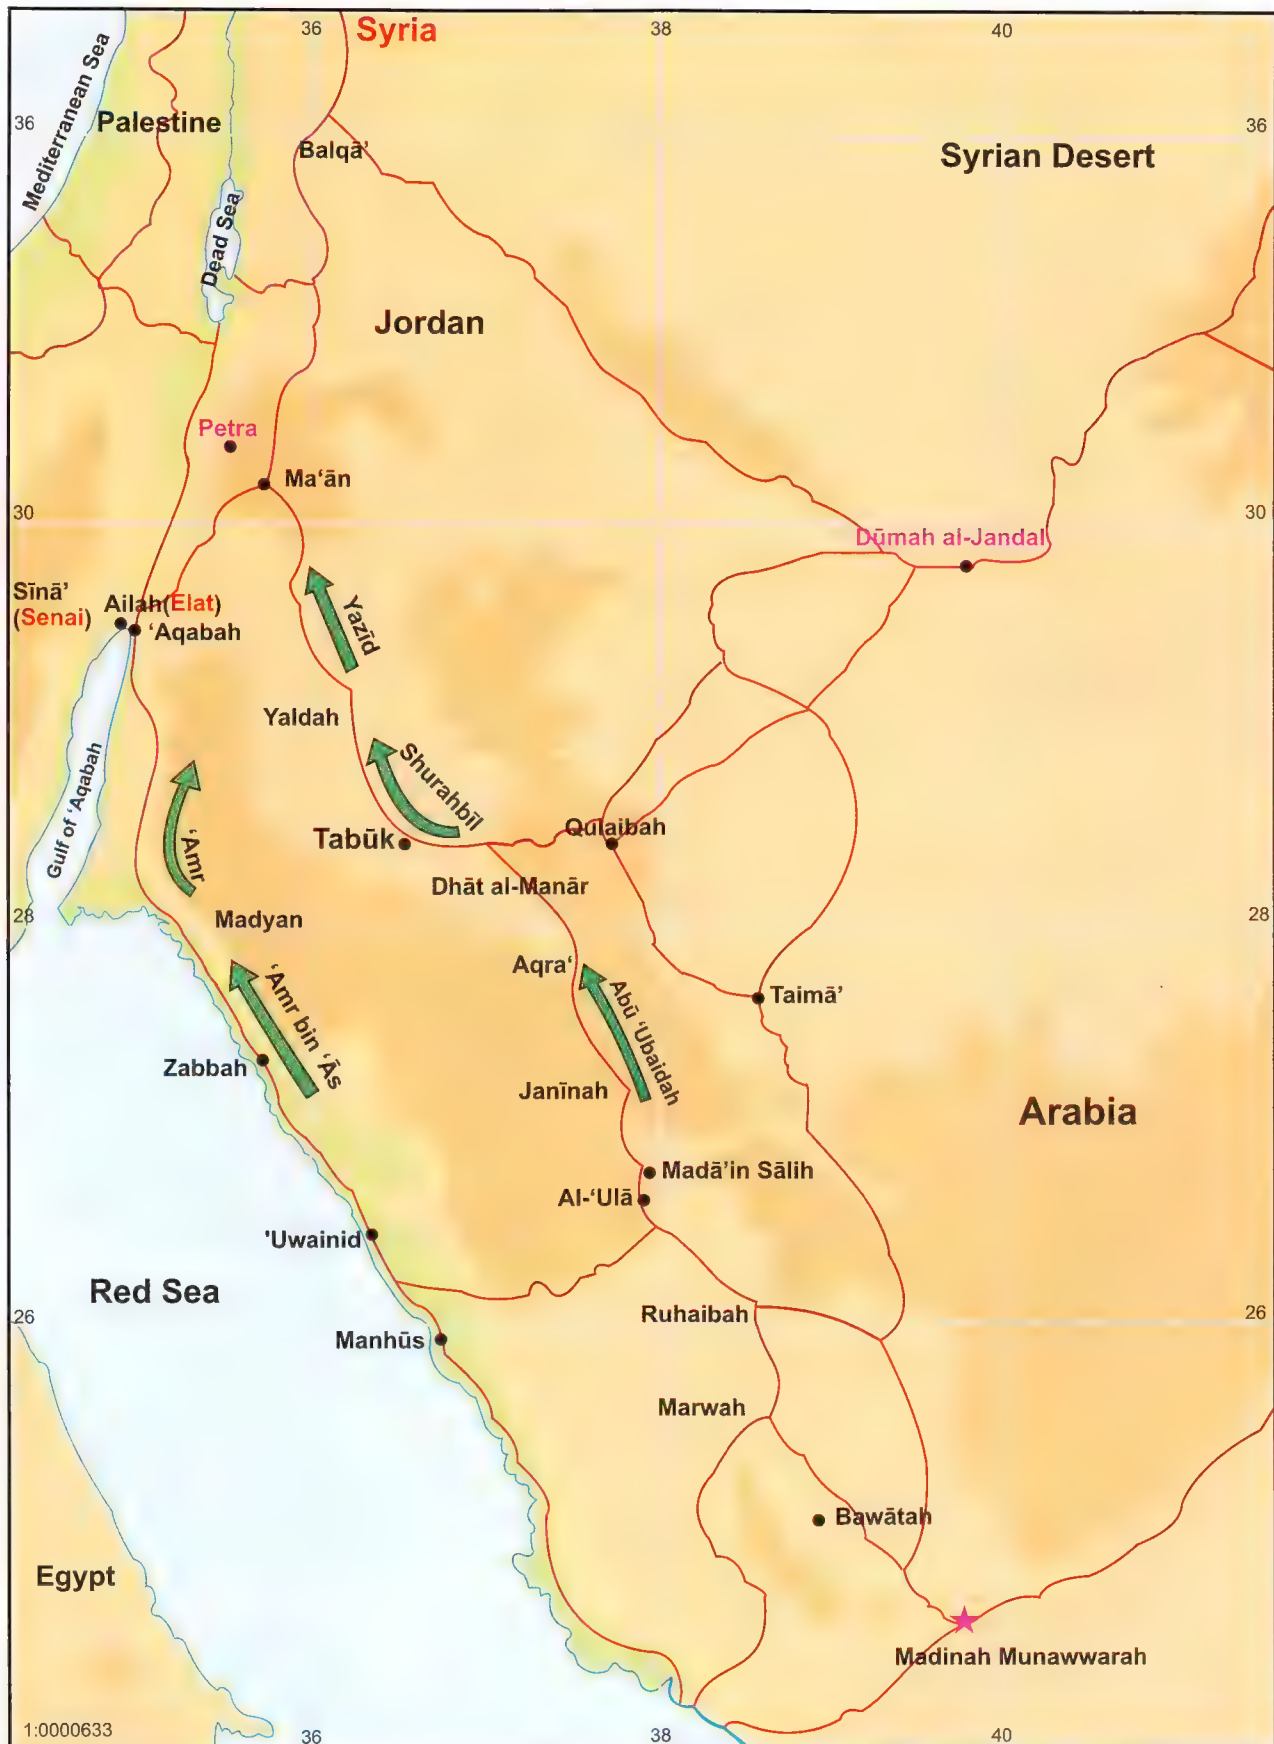 36
Syria
38
40
Mediterranean Sea
36
Palestine
36
Balqā’
Syrian Desert
Dead Sea
Jordan
Petra
Ma‘ān
30
30
Dūmah al-Jandal
Sīnā’
(Senai)
Ailah(Elat)
‘Aqabah
Yazīd
Yaldah
Gulf of ‘Aqabah
Shurahbīl
‘Amr
Tabūk
Qulaibah
Dhāt al-Manār
28
Madyan
28
Aqra‘
Taimā’
‘Amr bin ‘Ās
Abū ‘Ubaidah
Zabbah
Janīnah
Arabia
Madā’in Sālih
Al-‘Ulā
'Uwainid
Red Sea
26
Ruhaibah
26
Manhūs
Marwah
Bawātah
Egypt
Madinah Munawwarah
1:0000633
36
38
40